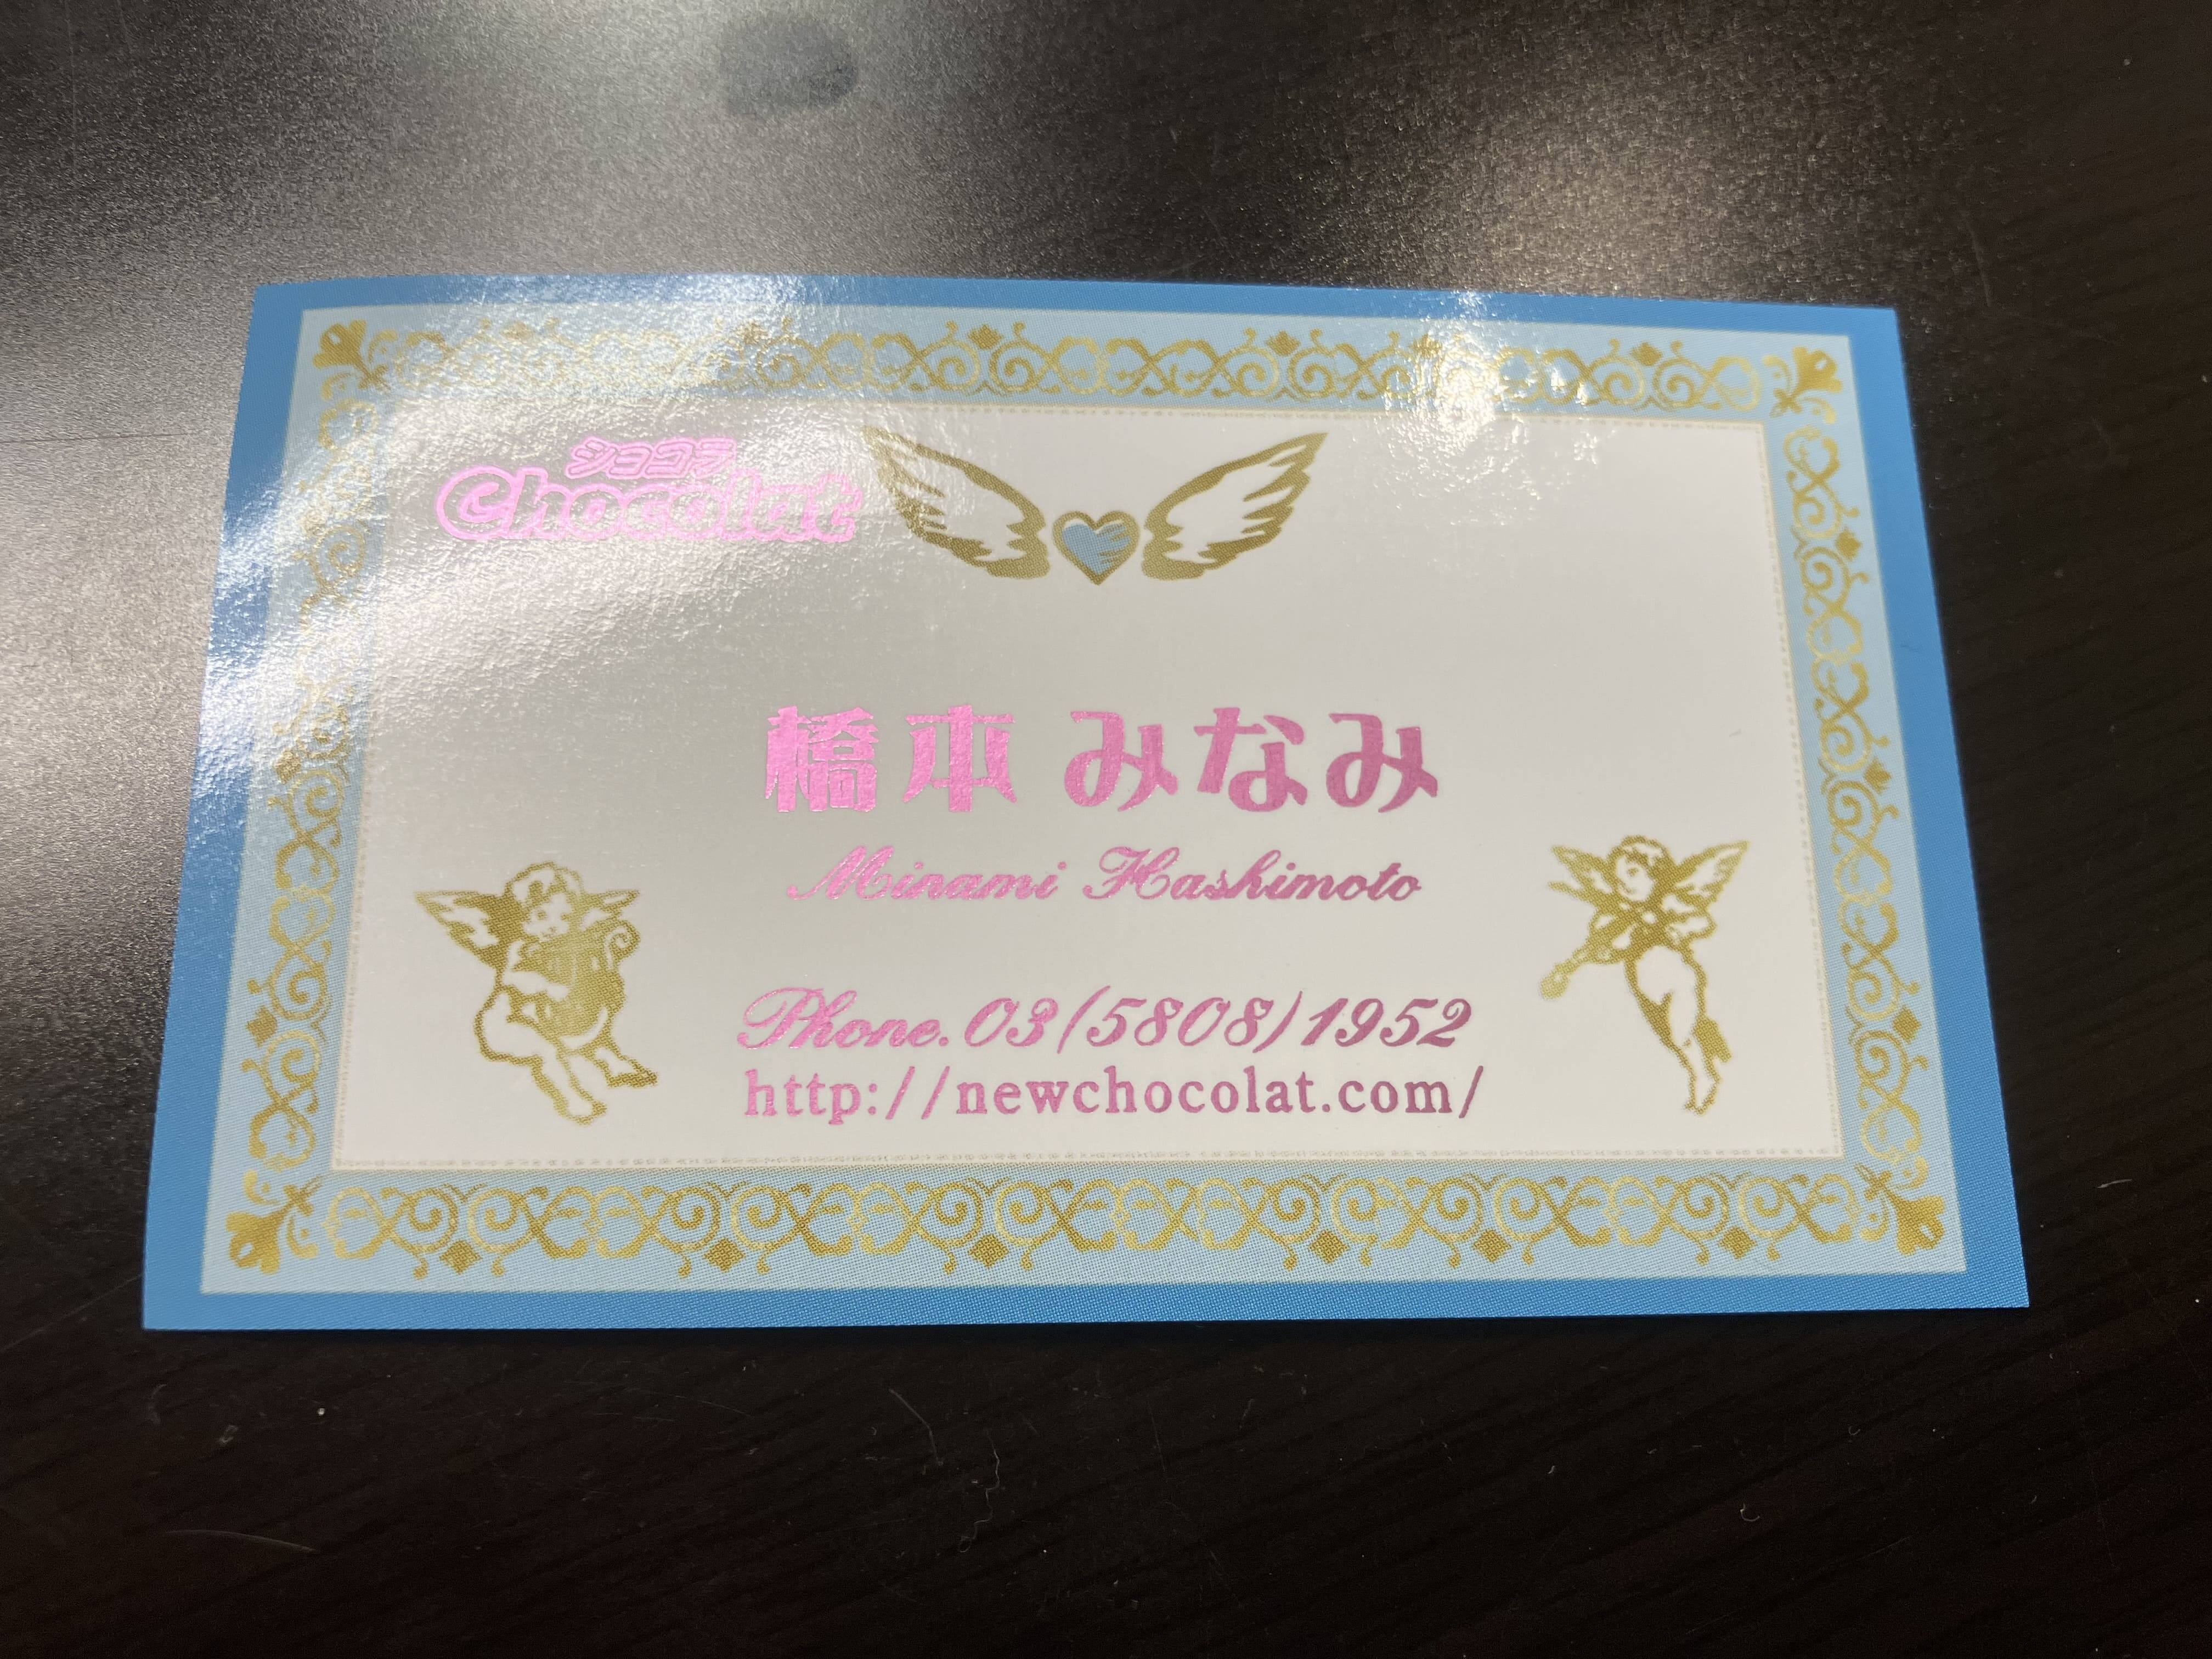 ショコラ
Chocolat
橋本 みなみ
Minami Hashimoto
Phone.03(5808)1952
http://newchocolat.com/